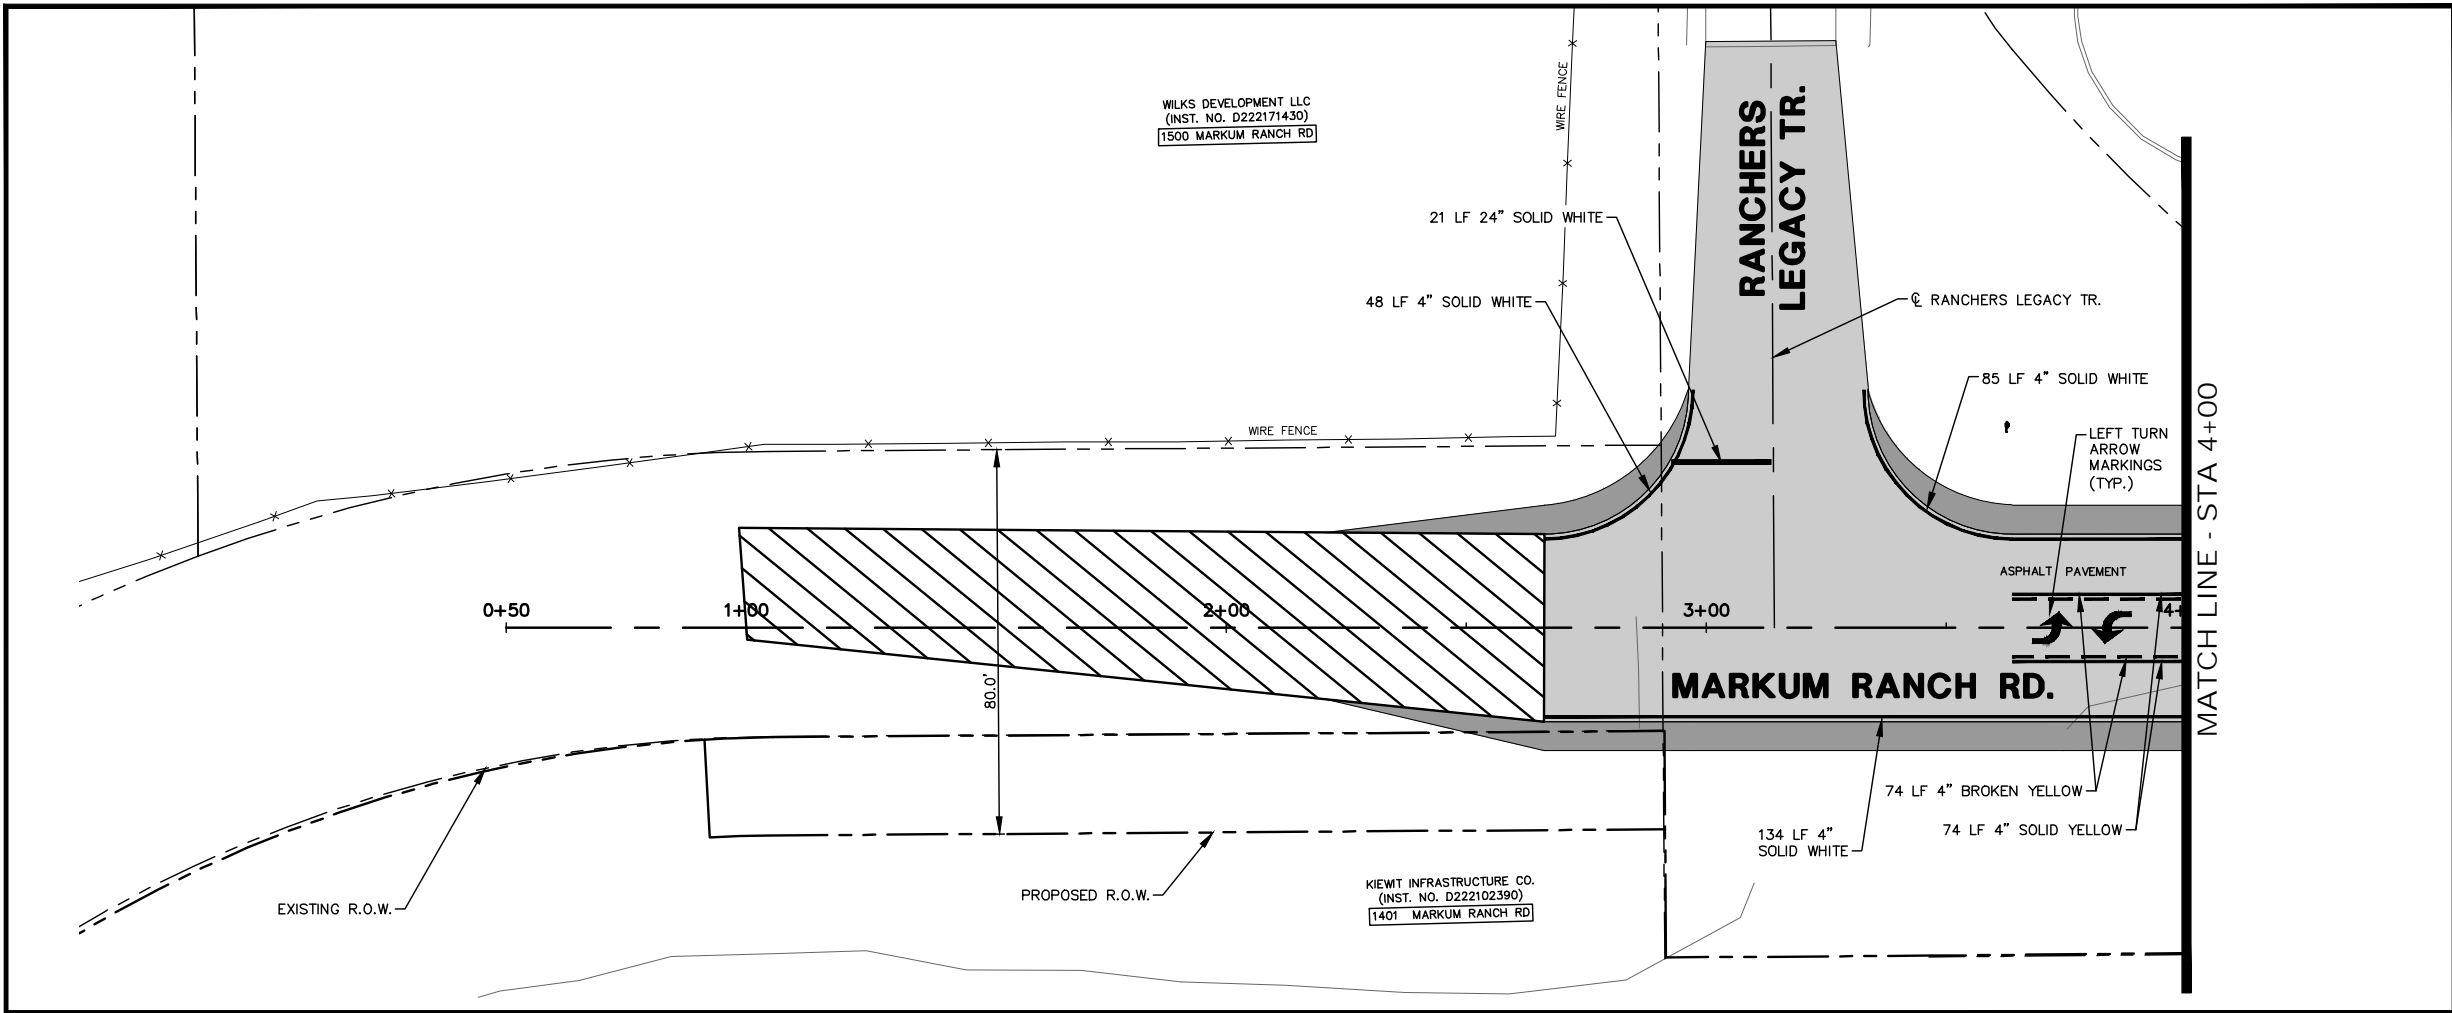 WILKS DEVELOPMENT LLC
(INST. NO. D222171430)
1500 MARKUM RANCH RD
WIRE FENCE
RANCHERS
LEGACY TR.
21 LF 24" SOLID WHITE
48 LF 4" SOLID WHITE
℄ RANCHERS LEGACY TR.
85 LF 4" SOLID WHITE
WIRE FENCE
LEFT TURN
ARROW
MARKINGS
(TYP.)
MATCH LINE - STA 4+00
ASPHALT PAVEMENT
0+50
1+00
2+00
3+00
4+
80.0'
MARKUM RANCH RD.
74 LF 4" BROKEN YELLOW
74 LF 4" SOLID YELLOW
134 LF 4"
SOLID WHITE
EXISTING R.O.W.
PROPOSED R.O.W.
KIEWIT INFRASTRUCTURE CO.
(INST. NO. D222102390)
1401 MARKUM RANCH RD